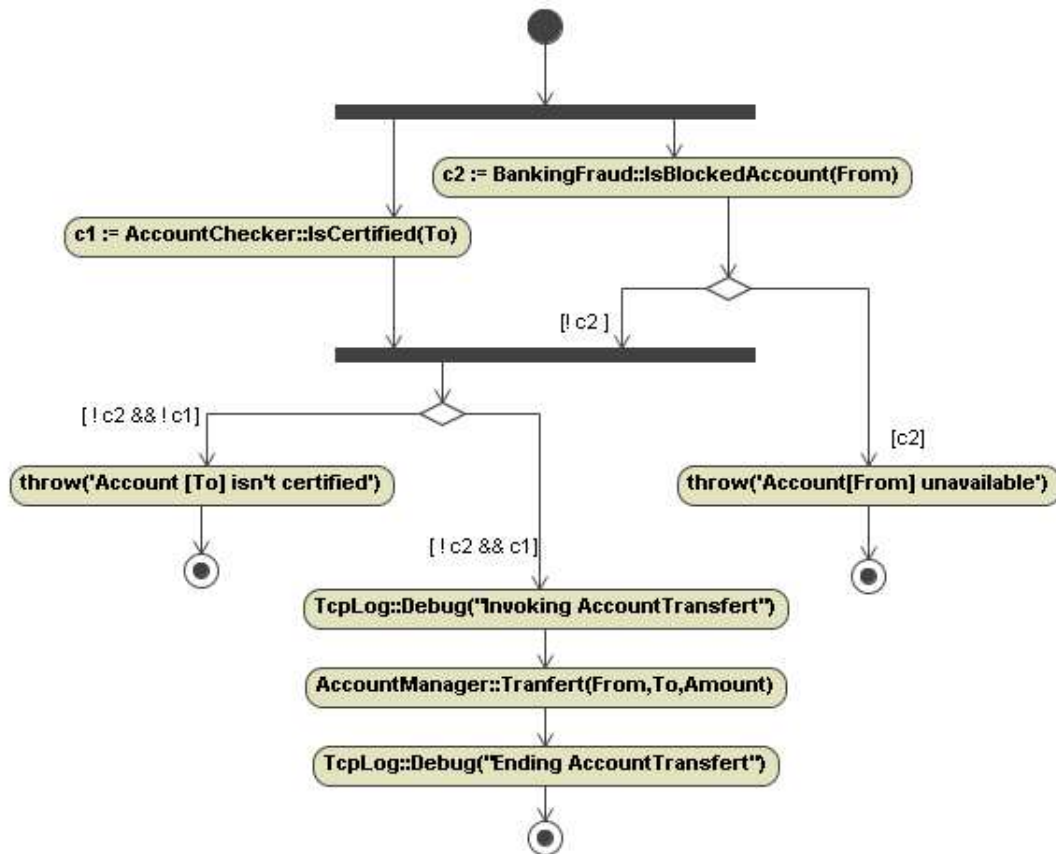 c2 := BankingFraud::IsBlockedAccount(From)
c1 := AccountChecker::IsCertified(To)
[! c2 ]
[ ! c2 && ! c1]
[c2]
throw('Account [To] isn't certified')
throw('Account[From] unavailable')
[ ! c2 && c1]
TcpLog::Debug("Invoking AccountTransfert")
AccountManager::Tranfert(From,To,Amount)
TcpLog::Debug("Ending AccountTransfert")